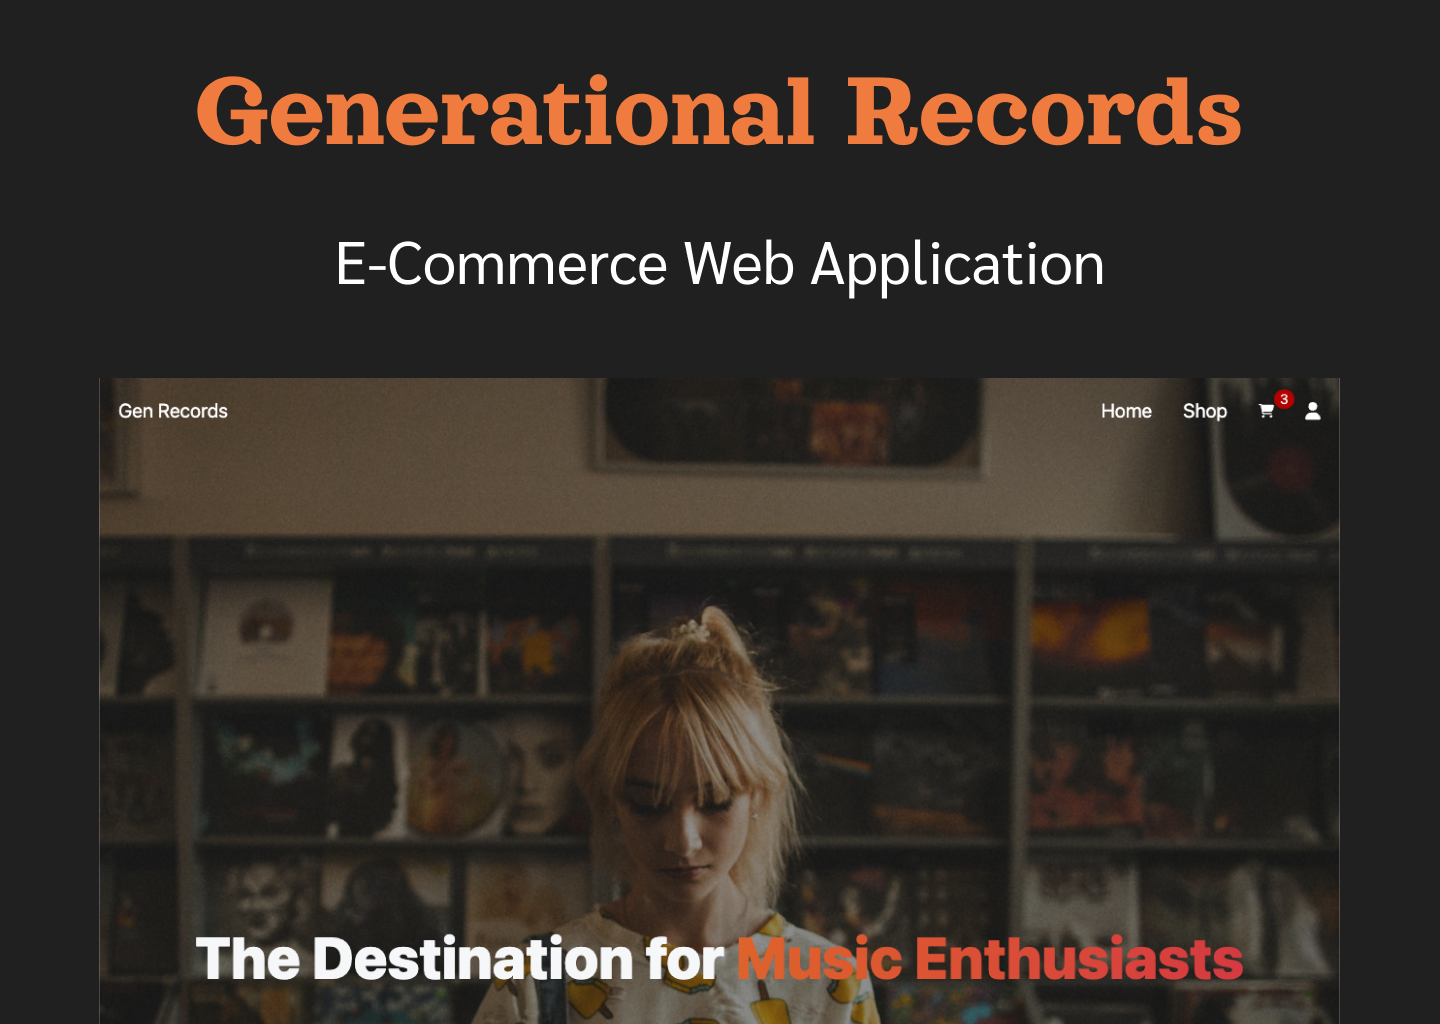 Generational Records
E-Commerce Web Application
Gen Records
Home
Shop
3
The Destination for Music Enthusiasts